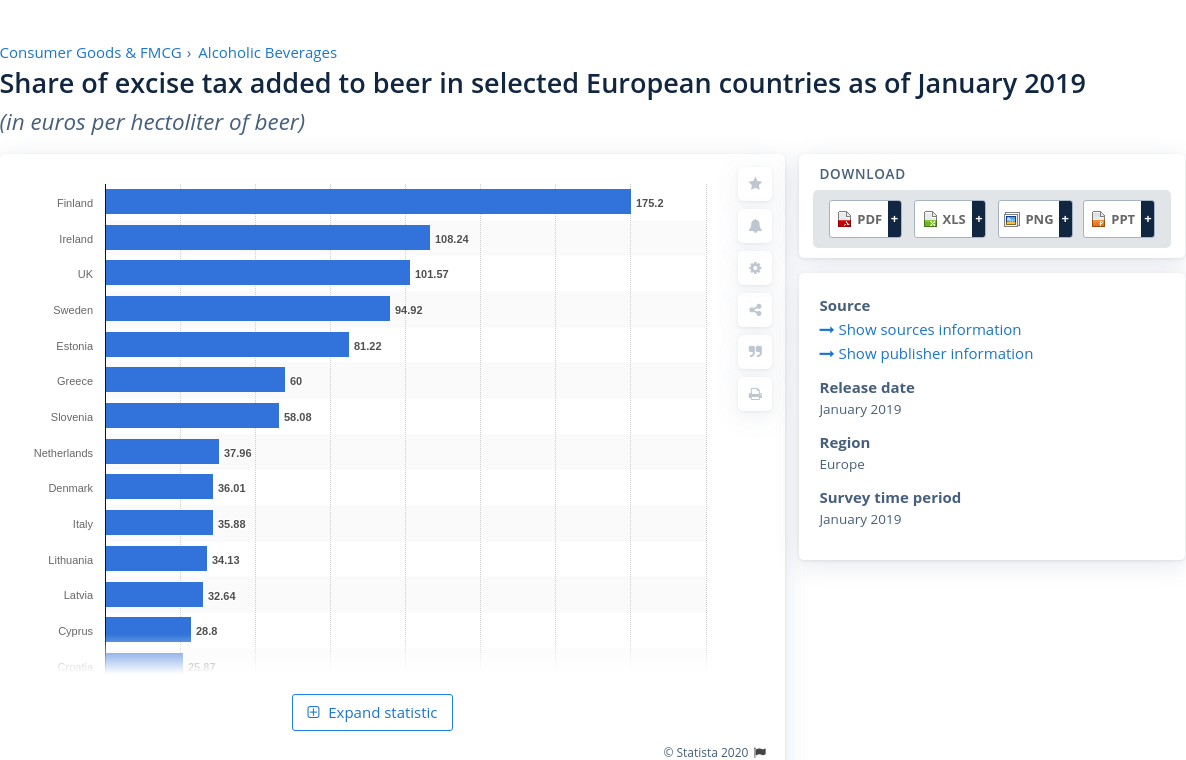 Consumer Goods & FMCG › Alcoholic Beverages
Share of excise tax added to beer in selected European countries as of January 2019
(in euros per hectoliter of beer)
Finland 175.2
Ireland 108.24
UK 101.57
Sweden 94.92
Estonia 81.22
Greece 60
Slovenia 58.08
Netherlands 37.96
Denmark 36.01
Italy 35.88
Lithuania 34.13
Latvia 32.64
Cyprus 28.8
Croatia 25.87
Expand statistic
© Statista 2020
DOWNLOAD
PDF + XLS + PNG + PPT +
Source
Show sources information
Show publisher information
Release date
January 2019
Region
Europe
Survey time period
January 2019